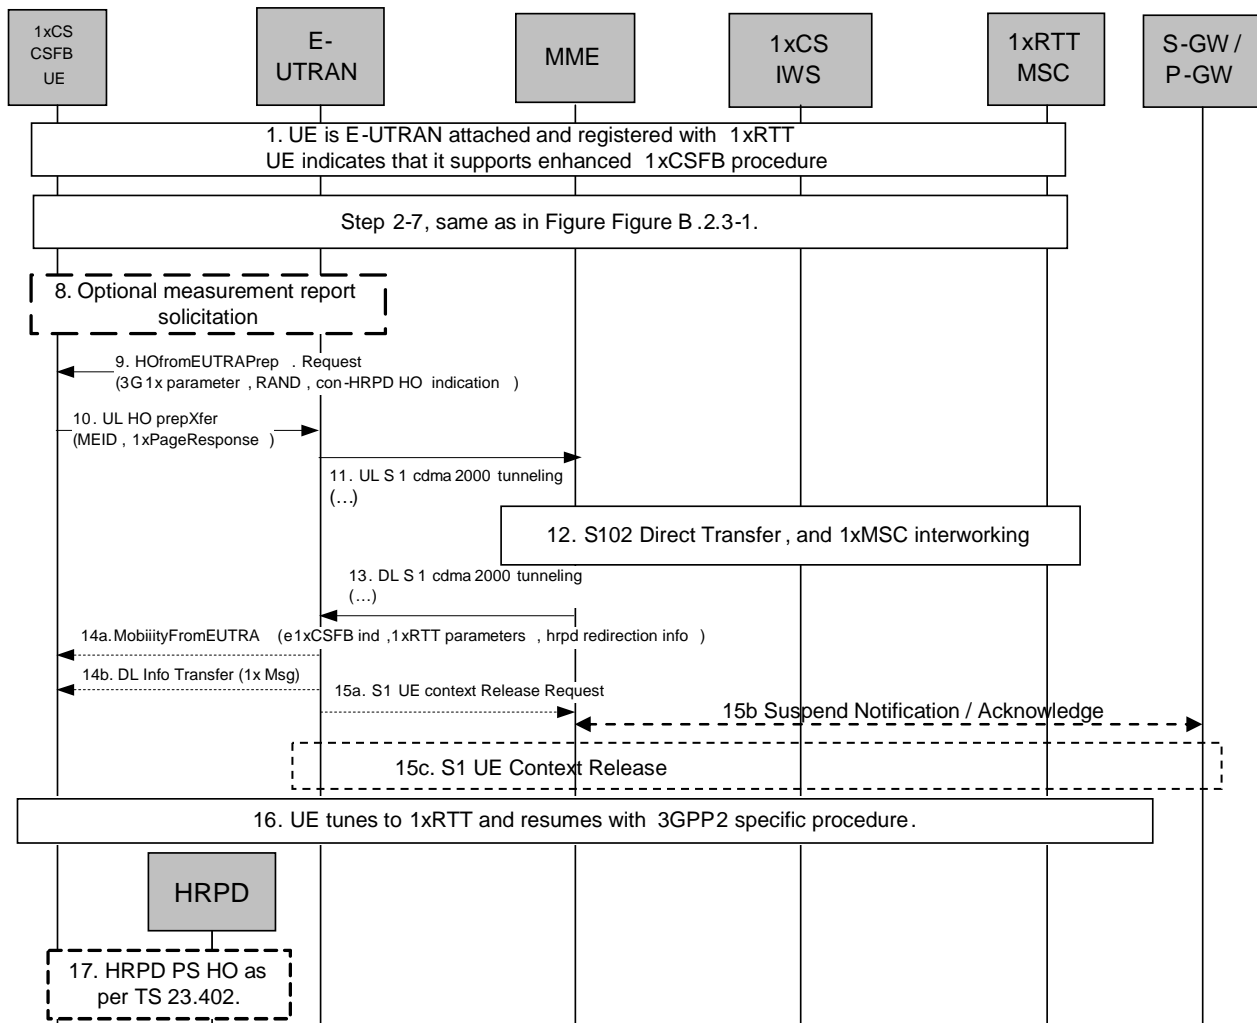 1xCS
CSFB
UE
E-
UTRAN
MME
1xCS
IWS
1xRTT
MSC
S-GW /
P-GW
1. UE is E-UTRAN attached and registered with 1xRTT
UE indicates that it supports enhanced 1xCSFB procedure
Step 2-7, same as in Figure Figure B .2.3-1.
8. Optional measurement report
solicitation
9. HOfromEUTRAPrep . Request
(3G1x parameter , RAND , con-HRPD HO indication )
10. UL HO prepXfer
(MEID , 1xPageResponse )
11. UL S 1 cdma 2000 tunneling
(…)
12. S102 Direct Transfer , and 1xMSC interworking
13. DL S 1 cdma 2000 tunneling
(…)
14a.MobiiityFromEUTRA (e1xCSFB ind ,1xRTT parameters , hrpd redirection info )
14b. DL Info Transfer (1x Msg)
15a. S1 UE context Release Request
15b Suspend Notification / Acknowledge
15c. S1 UE Context Release
16. UE tunes to 1xRTT and resumes with 3GPP2 specific procedure.
HRPD
17. HRPD PS HO as
per TS 23.402.